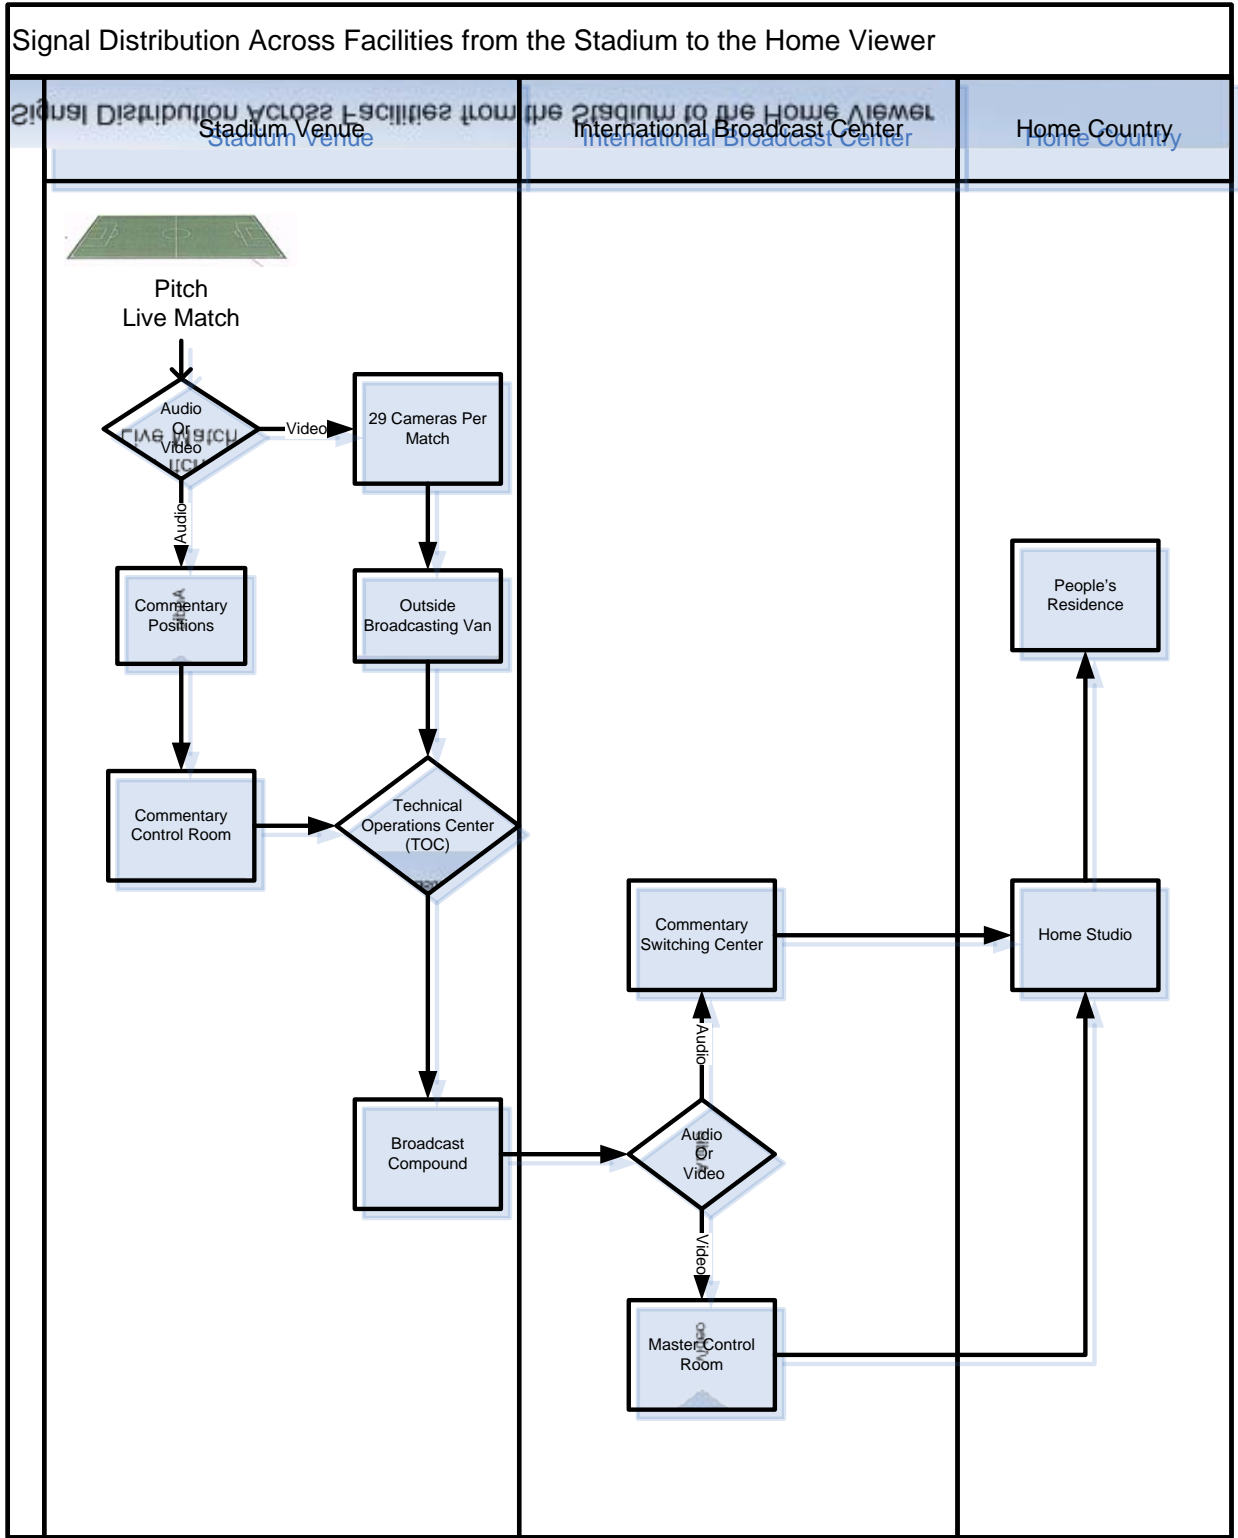 Signal Distribution Across Facilities from the Stadium to the Home Viewer
Stadium Venue
International Broadcast Center
Home Country
Pitch
Live Match
Audio
Or
Video
Video
29 Cameras Per
Match
Audio
Commentary
Positions
Outside
Broadcasting Van
People's
Residence
Commentary
Control Room
Technical
Operations Center
(TOC)
Commentary
Switching Center
Home Studio
Audio
Broadcast
Compound
Audio
Or
Video
Video
Master Control
Room